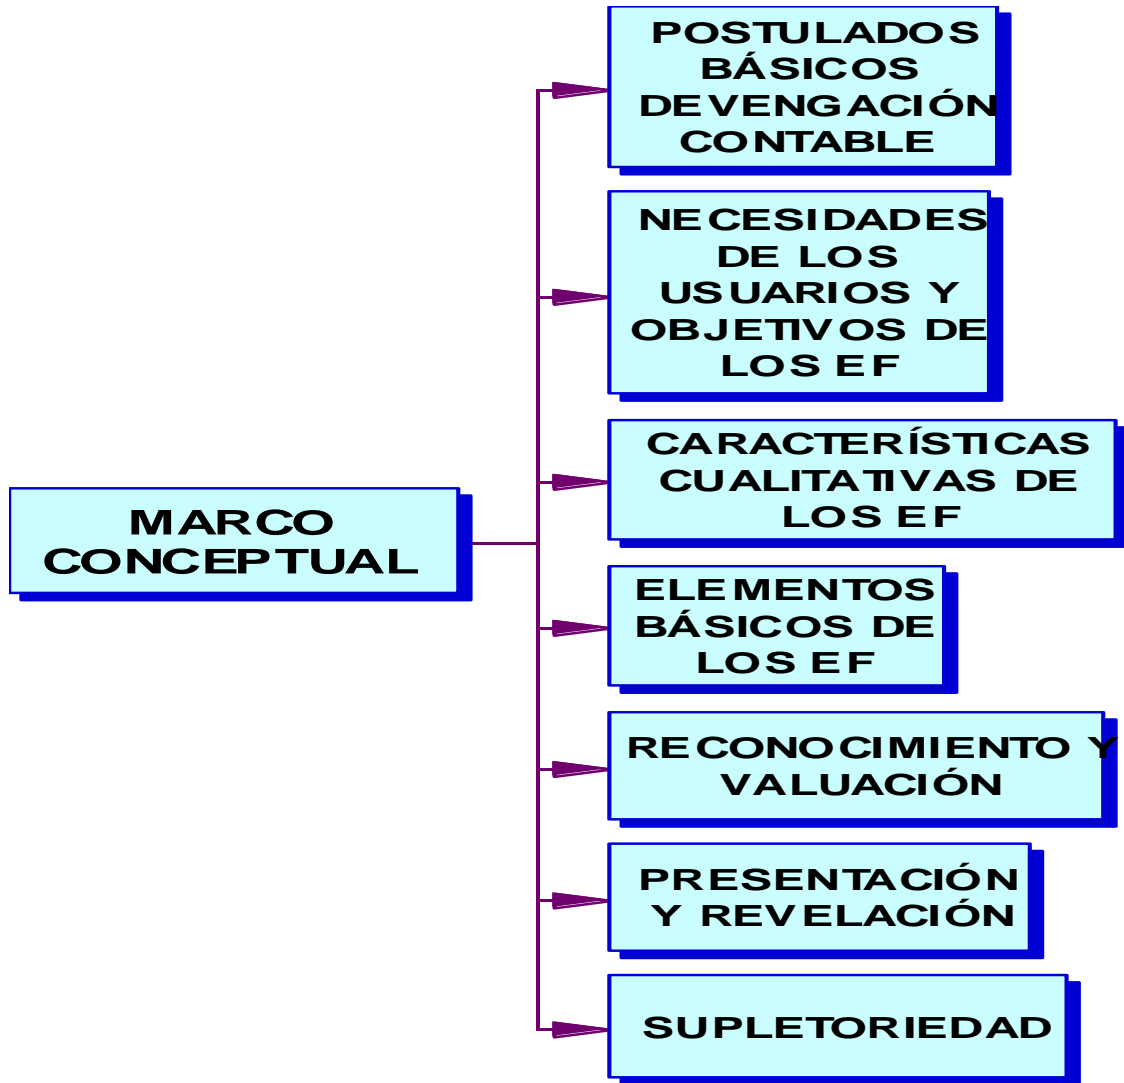 POSTULADOS
BÁSICOS
DEVENGACIÓN
CONTABLE
NECESIDADES
DE LOS
USUARIOS Y
OBJETIVOS DE
LOS EF
CARACTERÍSTICAS
CUALITATIVAS DE
LOS EF
MARCO
CONCEPTUAL
ELEMENTOS
BÁSICOS DE
LOS EF
RECONOCIMIENTO Y
VALUACIÓN
PRESENTACIÓN
Y REVELACIÓN
SUPLETORIEDAD